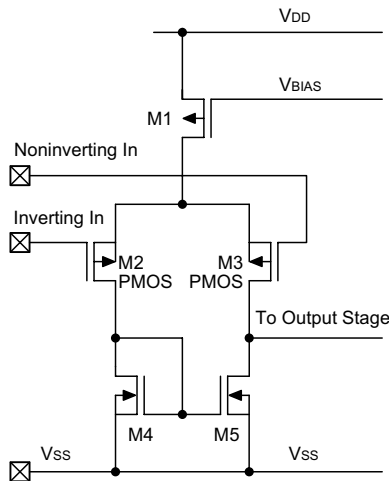 VDD
VBIAS
M1
Noninverting In
Inverting In
M2
PMOS
M3
PMOS
To Output Stage
M4
M5
VSS
VSS